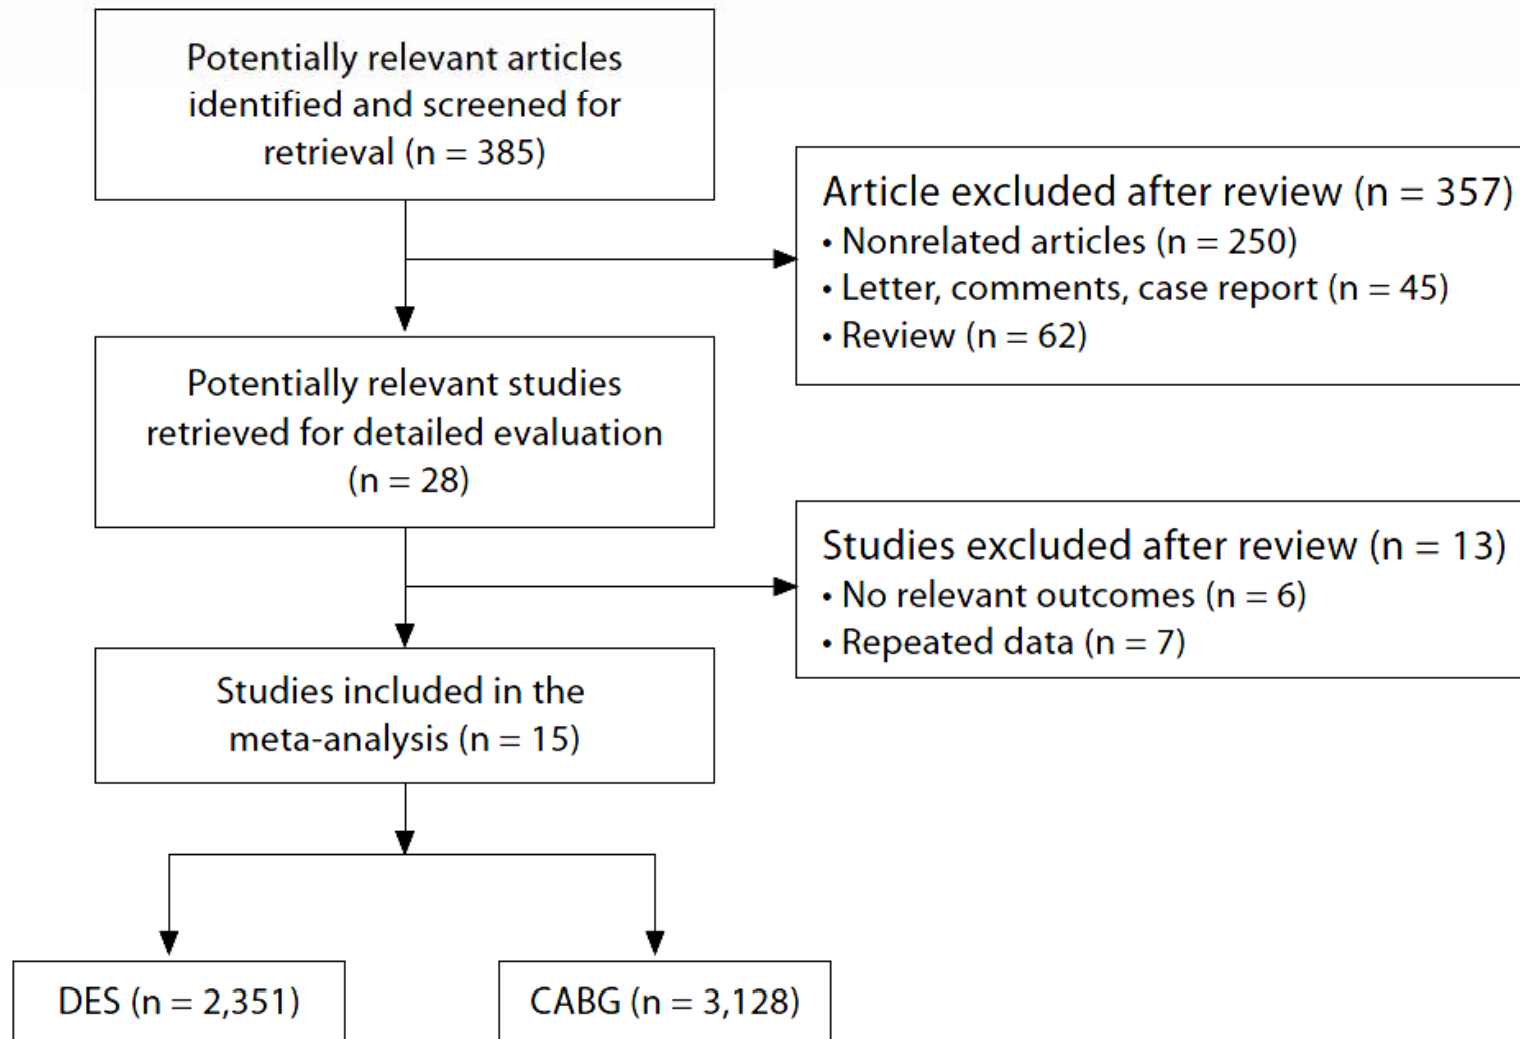 Potentially relevant articles
identified and screened for
retrieval (n = 385)
Article excluded after review (n = 357)
• Nonrelated articles (n = 250)
• Letter, comments, case report (n = 45)
• Review (n = 62)
Potentially relevant studies
retrieved for detailed evaluation
(n = 28)
Studies excluded after review (n = 13)
• No relevant outcomes (n = 6)
• Repeated data (n = 7)
Studies included in the
meta-analysis (n = 15)
DES (n = 2,351)
CABG (n = 3,128)